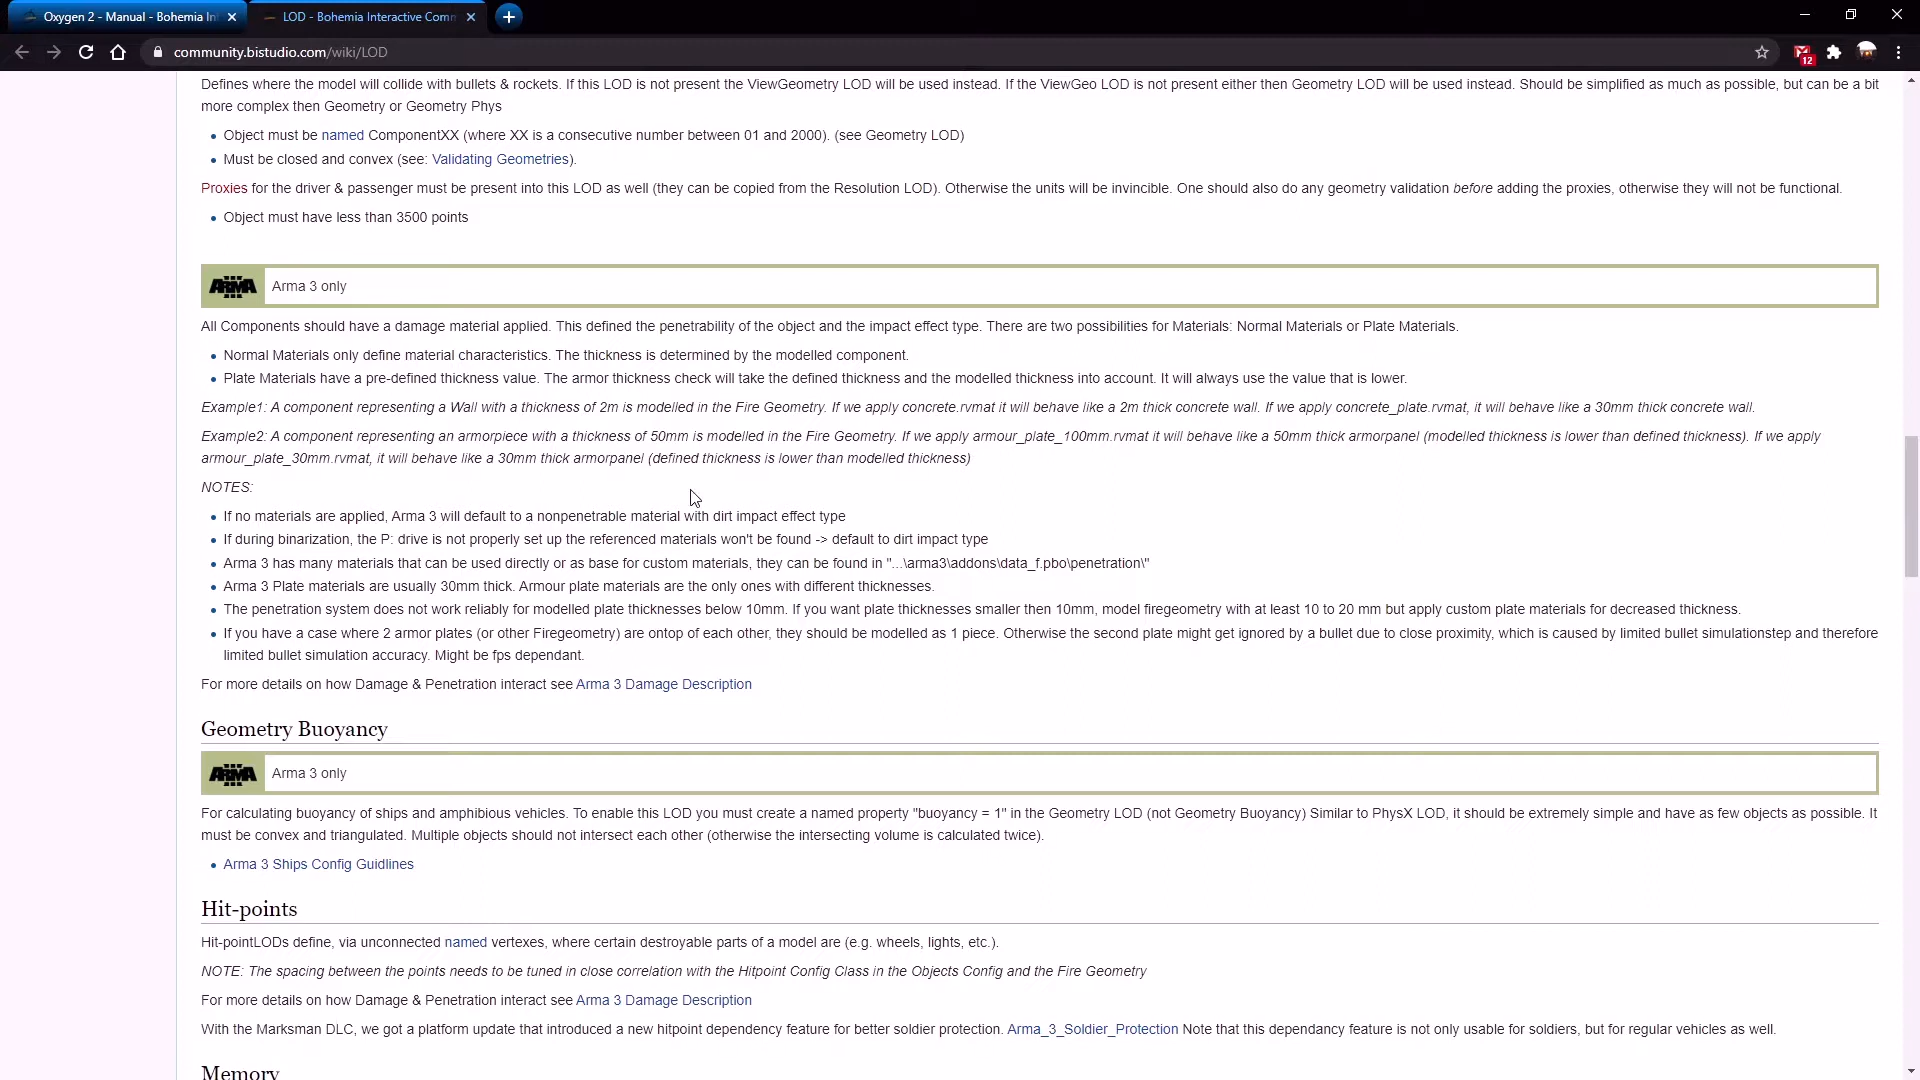 Oxygen 2 - Manual - Bohemia In
LOD - Bohemia Interactive Comm
community.bistudio.com/wiki/LOD
12
Defines where the model will collide with bullets & rockets. If this LOD is not present the ViewGeometry LOD will be used instead. If the ViewGeo LOD is not present either then Geometry LOD will be used instead. Should be simplified as much as possible, but can be a bit
more complex then Geometry or Geometry Phys
Object must be named ComponentXX (where XX is a consecutive number between 01 and 2000). (see Geometry LOD)
Must be closed and convex (see: Validating Geometries).
Proxies for the driver & passenger must be present into this LOD as well (they can be copied from the Resolution LOD). Otherwise the units will be invincible. One should also do any geometry validation before adding the proxies, otherwise they will not be functional.
Object must have less than 3500 points
ARMA III
Arma 3 only
All Components should have a damage material applied. This defined the penetrability of the object and the impact effect type. There are two possibilities for Materials: Normal Materials or Plate Materials.
Normal Materials only define material characteristics. The thickness is determined by the modelled component.
Plate Materials have a pre-defined thickness value. The armor thickness check will take the defined thickness and the modelled thickness into account. It will always use the value that is lower.
Example1: A component representing a Wall with a thickness of 2m is modelled in the Fire Geometry. If we apply concrete.rvmat it will behave like a 2m thick concrete wall. If we apply concrete_plate.rvmat, it will behave like a 30mm thick concrete wall.
Example2: A component representing an armorpiece with a thickness of 50mm is modelled in the Fire Geometry. If we apply armour_plate_100mm.rvmat it will behave like a 50mm thick armorpanel (modelled thickness is lower than defined thickness). If we apply
armour_plate_30mm.rvmat, it will behave like a 30mm thick armorpanel (defined thickness is lower than modelled thickness)
NOTES:
If no materials are applied, Arma 3 will default to a nonpenetrable material with dirt impact effect type
If during binarization, the P: drive is not properly set up the referenced materials won't be found -> default to dirt impact type
Arma 3 has many materials that can be used directly or as base for custom materials, they can be found in "...\arma3\addons\data_f.pbo\penetration\"
Arma 3 Plate materials are usually 30mm thick. Armour plate materials are the only ones with different thicknesses.
The penetration system does not work reliably for modelled plate thicknesses below 10mm. If you want plate thicknesses smaller then 10mm, model firegeometry with at least 10 to 20 mm but apply custom plate materials for decreased thickness.
If you have a case where 2 armor plates (or other Firegeometry) are ontop of each other, they should be modelled as 1 piece. Otherwise the second plate might get ignored by a bullet due to close proximity, which is caused by limited bullet simulationstep and therefore
limited bullet simulation accuracy. Might be fps dependant.
For more details on how Damage & Penetration interact see Arma 3 Damage Description
Geometry Buoyancy
ARMA III
Arma 3 only
For calculating buoyancy of ships and amphibious vehicles. To enable this LOD you must create a named property "buoyancy = 1" in the Geometry LOD (not Geometry Buoyancy) Similar to PhysX LOD, it should be extremely simple and have as few objects as possible. It
must be convex and triangulated. Multiple objects should not intersect each other (otherwise the intersecting volume is calculated twice).
Arma 3 Ships Config Guidlines
Hit-points
Hit-pointLODs define, via unconnected named vertexes, where certain destroyable parts of a model are (e.g. wheels, lights, etc.).
NOTE: The spacing between the points needs to be tuned in close correlation with the Hitpoint Config Class in the Objects Config and the Fire Geometry
For more details on how Damage & Penetration interact see Arma 3 Damage Description
With the Marksman DLC, we got a platform update that introduced a new hitpoint dependency feature for better soldier protection. Arma_3_Soldier_Protection Note that this dependancy feature is not only usable for soldiers, but for regular vehicles as well.
Memory